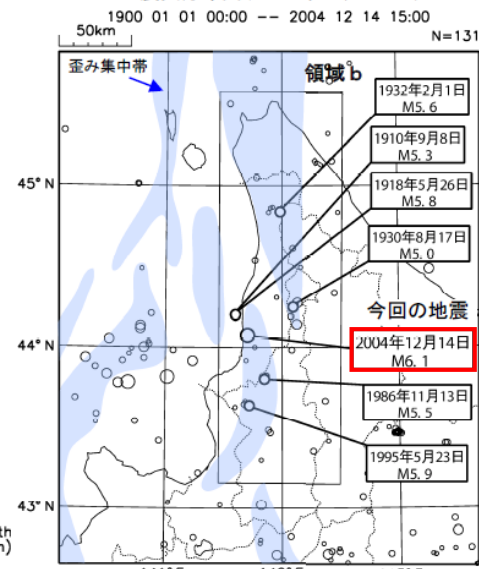 1900 01 01 00:00 -- 2004 12 14 15:00
50km
N=131
歪み集中帯
領域b
1932年2月1日
M5.6
1910年9月8日
M5.3
45°N
1918年5月26日
M5.8
1930年8月17日
M5.0
今回の地震
44°N
2004年12月14日
M6.1
1986年11月13日
M5.5
1995年5月23日
M5.9
43°N